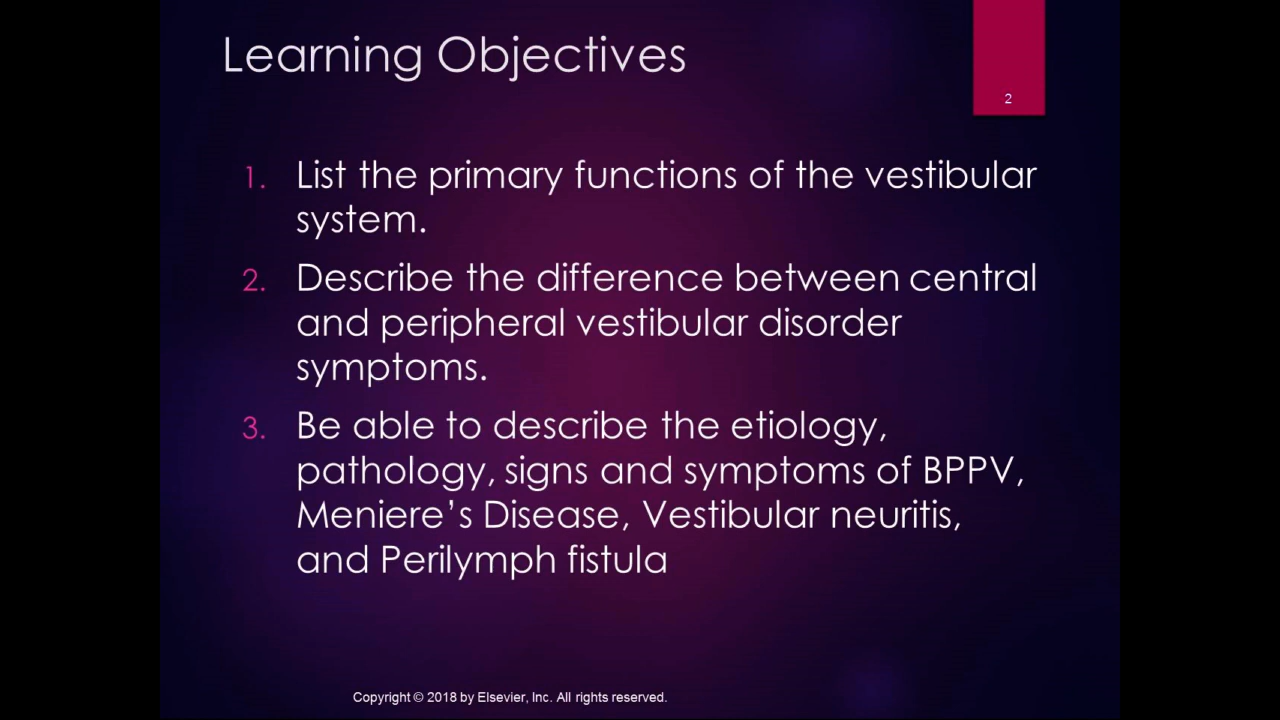 Learning Objectives
2
1. List the primary functions of the vestibular
system.
2. Describe the difference between central
and peripheral vestibular disorder
symptoms.
3. Be able to describe the etiology,
pathology, signs and symptoms of BPPV,
Meniere’s Disease, Vestibular neuritis,
and Perilymph fistula
Copyright © 2018 by Elsevier, Inc. All rights reserved.